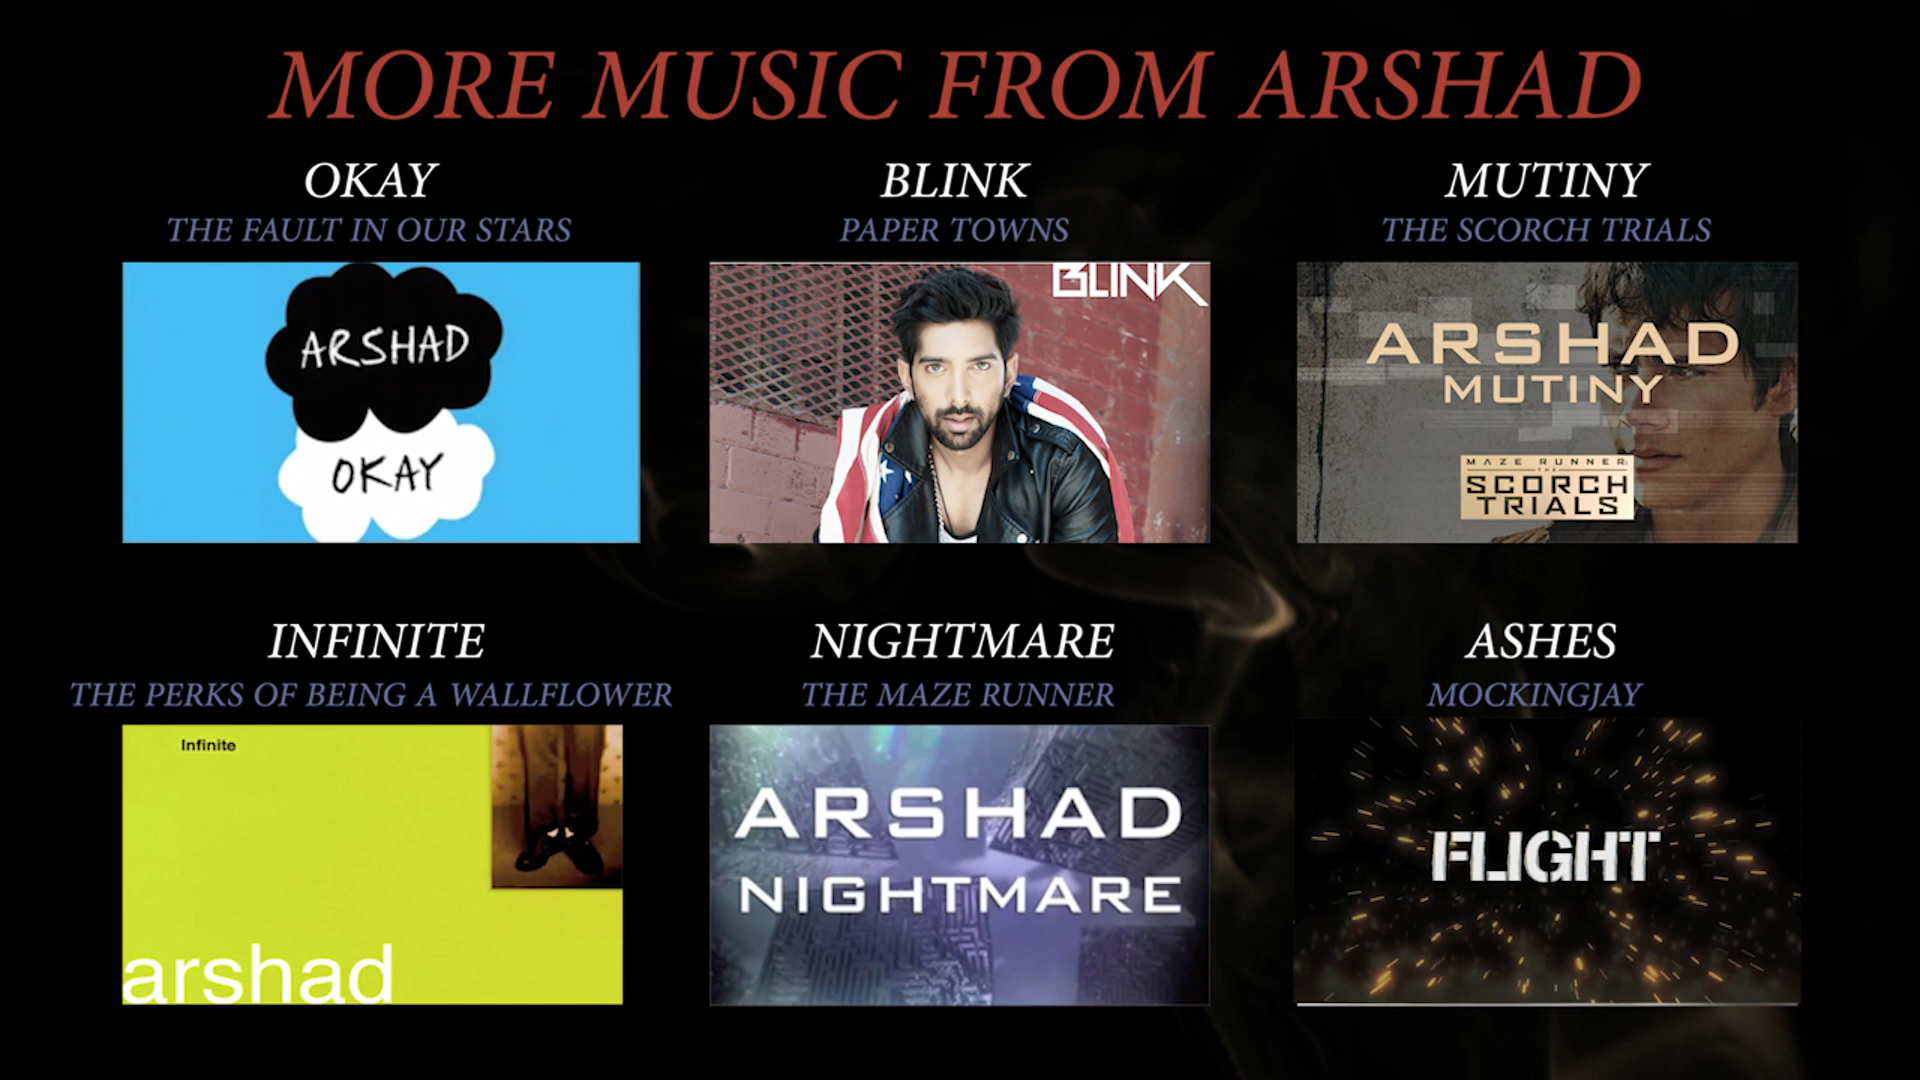 MORE MUSIC FROM ARSHAD
OKAY
THE FAULT IN OUR STARS
ARSHAD
OKAY
BLINK
PAPER TOWNS
BLINK
MUTINY
THE SCORCH TRIALS
ARSHAD
MUTINY
MAZE RUNNER:
THE
SCORCH
TRIALS
INFINITE
THE PERKS OF BEING A WALLFLOWER
Infinite
arshad
NIGHTMARE
THE MAZE RUNNER
ARSHAD
NIGHTMARE
ASHES
MOCKINGJAY
FLIGHT